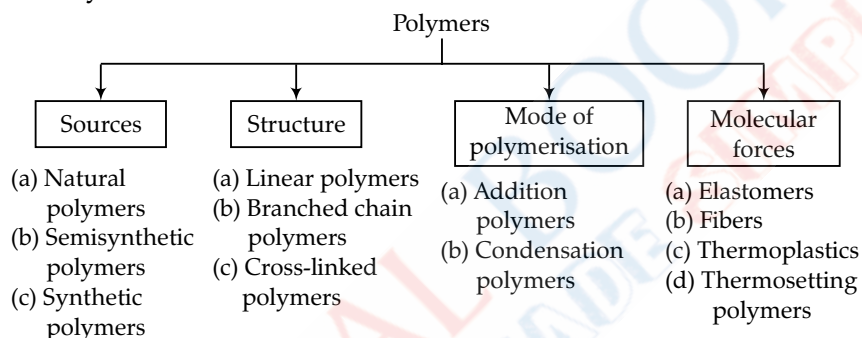 Polymers
Sources
Structure
Mode of
polymerisation
Molecular
forces
(a) Natural
polymers
(b) Semisynthetic
polymers
(c) Synthetic
polymers
(a) Linear polymers
(b) Branched chain
polymers
(c) Cross-linked
polymers
(a) Addition
polymers
(b) Condensation
polymers
(a) Elastomers
(b) Fibers
(c) Thermoplastics
(d) Thermosetting
polymers